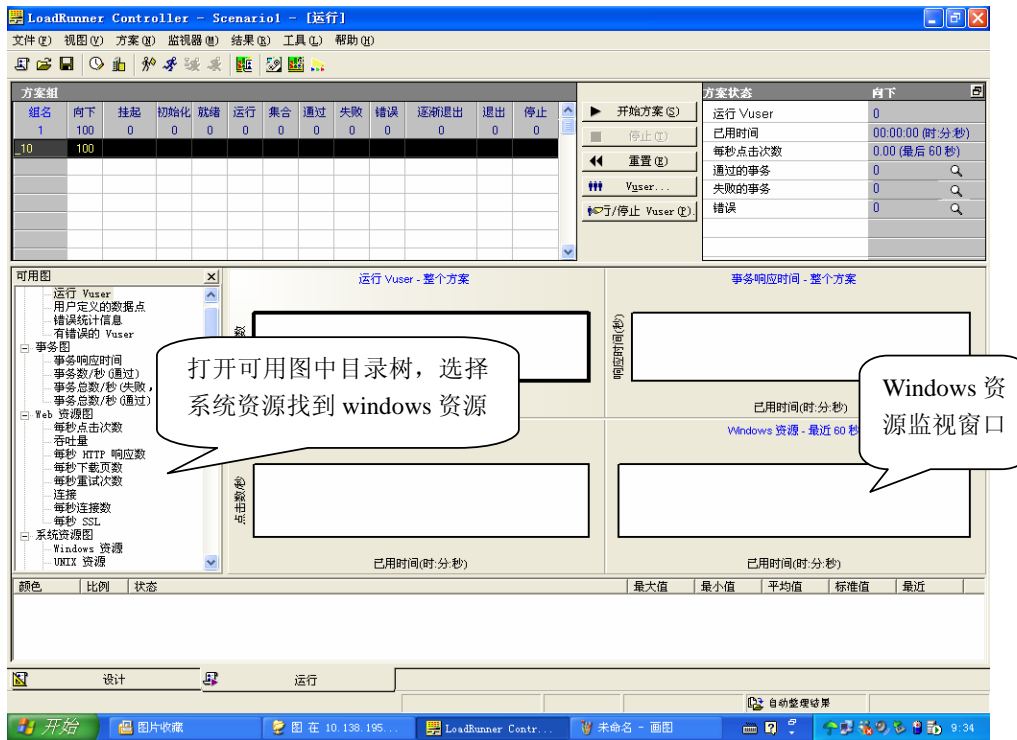 LoadRunner Controller - Scenario1 - [运行]
文件(F) 视图(V) 方案(N) 监视器(M) 结果(R) 工具(L) 帮助(H)
方案组
组名 向下 挂起 初始化 就绪 运行 集合 通过 失败 错误 逐渐退出 退出 停止
1 100 0 0 0 0 0 0 0 0 0 0 0
_10 100
开始方案(S)
停止(T)
重置(E)
Vuser...
亍/停止 Vuser(P).
方案状态 向下
运行 Vuser 0
已用时间 00:00:00 (时:分:秒)
每秒点击次数 0.00 (最后 60 秒)
通过的事务 0
失败的事务 0
错误 0
可用图
运行 Vuser
用户定义的数据点
错误统计信息
有错误的 Vuser
事务图
事务响应时间
事务数/秒(通过)
事务总数/秒(失败,
事务总数/秒(通过)
Web 资源图
每秒点击次数
吞吐量
每秒 HTTP 响应数
每秒下载页数
每秒重试次数
连接
每秒连接数
每秒 SSL
系统资源图
Windows 资源
UNIX 资源
运行 Vuser - 整个方案
数
事务响应时间 - 整个方案
响应时间(秒)
已用时间(时:分:秒)
打开可用图中目录树，选择
系统资源找到 windows 资源
Windows 资
源监视窗口
点击数/秒
已用时间(时:分:秒)
Windows 资源 - 最近 60 秒
已用时间(时:分:秒)
颜色 比例 状态 最大值 最小值 平均值 标准值 最近
设计 运行
自动整理结果
开始 图片收藏 图 在 10.138.195... LoadRunner Contr... 未命名 - 画图 9:34